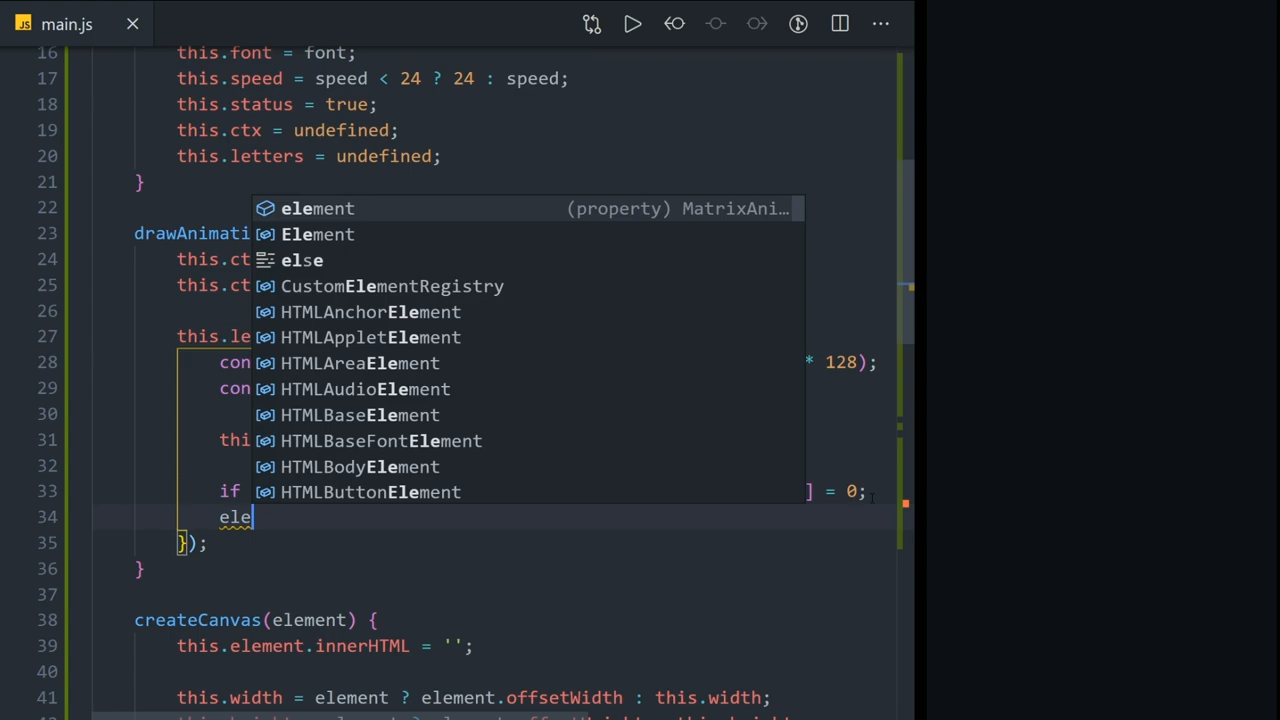 JS main.js
16 this.font = font;
17 this.speed = speed < 24 ? 24 : speed;
18 this.status = true;
19 this.ctx = undefined;
20 this.letters = undefined;
21 }
22
element (property) MatrixAni…
23 drawAnimati
Element
24 this.ct
else
25 this.ct
CustomElementRegistry
26
HTMLAnchorElement
27 this.le
HTMLAppletElement
28 con * 128);
HTMLAreaElement
29 con
HTMLAudioElement
30
HTMLBaseElement
31 thi
HTMLBaseFontElement
32
HTMLBodyElement
33 if ] = 0;
HTMLButtonElement
34 ele
35 });
36 }
37
38 createCanvas(element) {
39 this.element.innerHTML = '';
40
41 this.width = element ? element.offsetWidth : this.width;